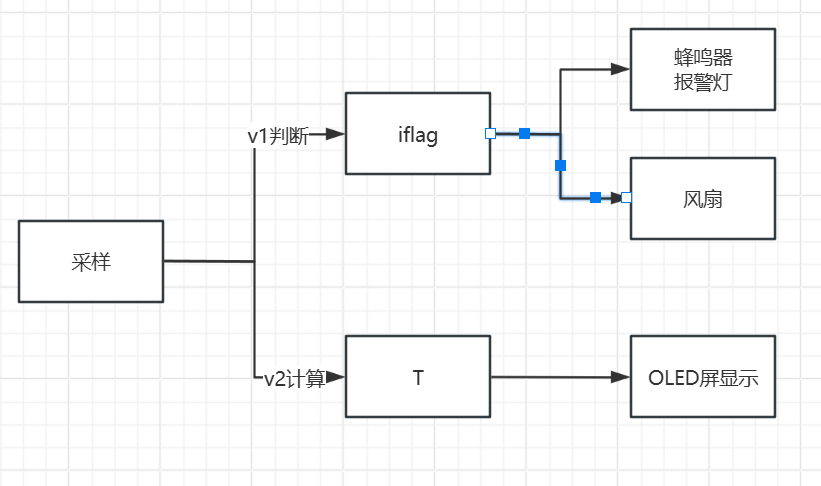 蜂鸣器
报警灯
v1判断
iflag
风扇
采样
v2计算
T
OLED屏显示